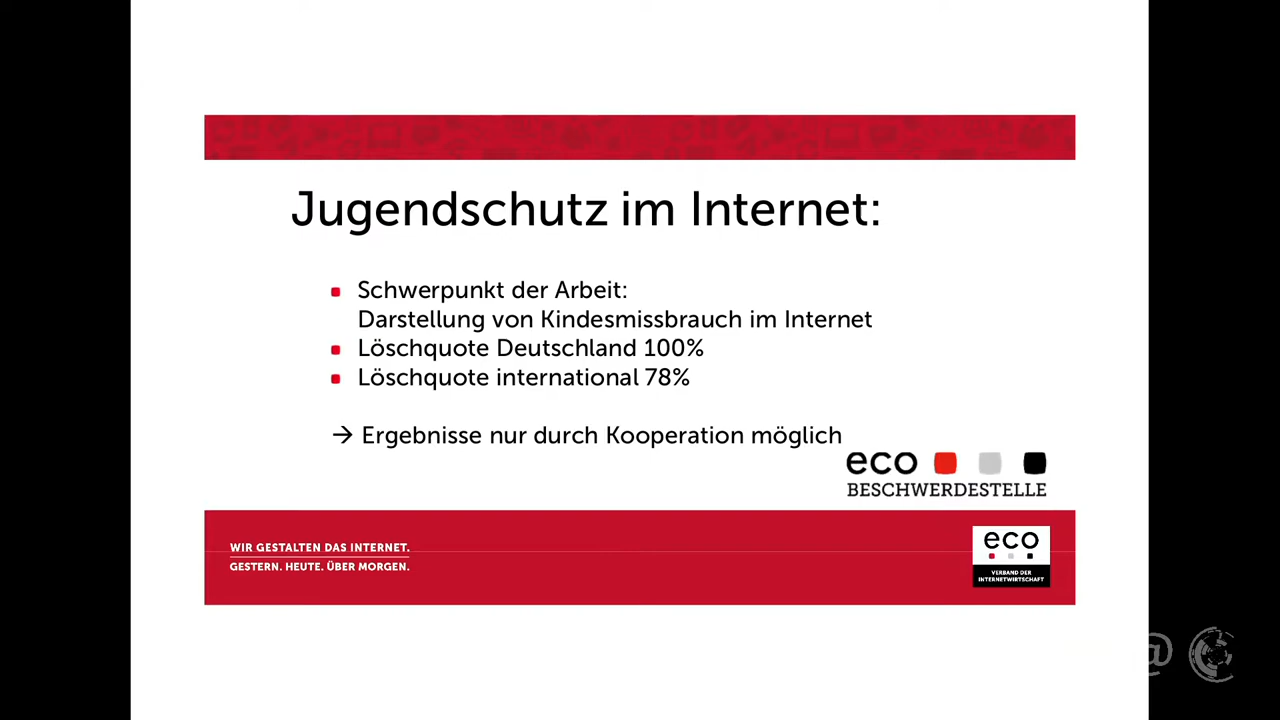 Jugendschutz im Internet:
Schwerpunkt der Arbeit:
Darstellung von Kindesmissbrauch im Internet
Löschquote Deutschland 100%
Löschquote international 78%
→ Ergebnisse nur durch Kooperation möglich
eco
BESCHWERDESTELLE
WIR GESTALTEN DAS INTERNET.
GESTERN. HEUTE. ÜBER MORGEN.
eco
VERBAND DER
INTERNETWIRTSCHAFT
@